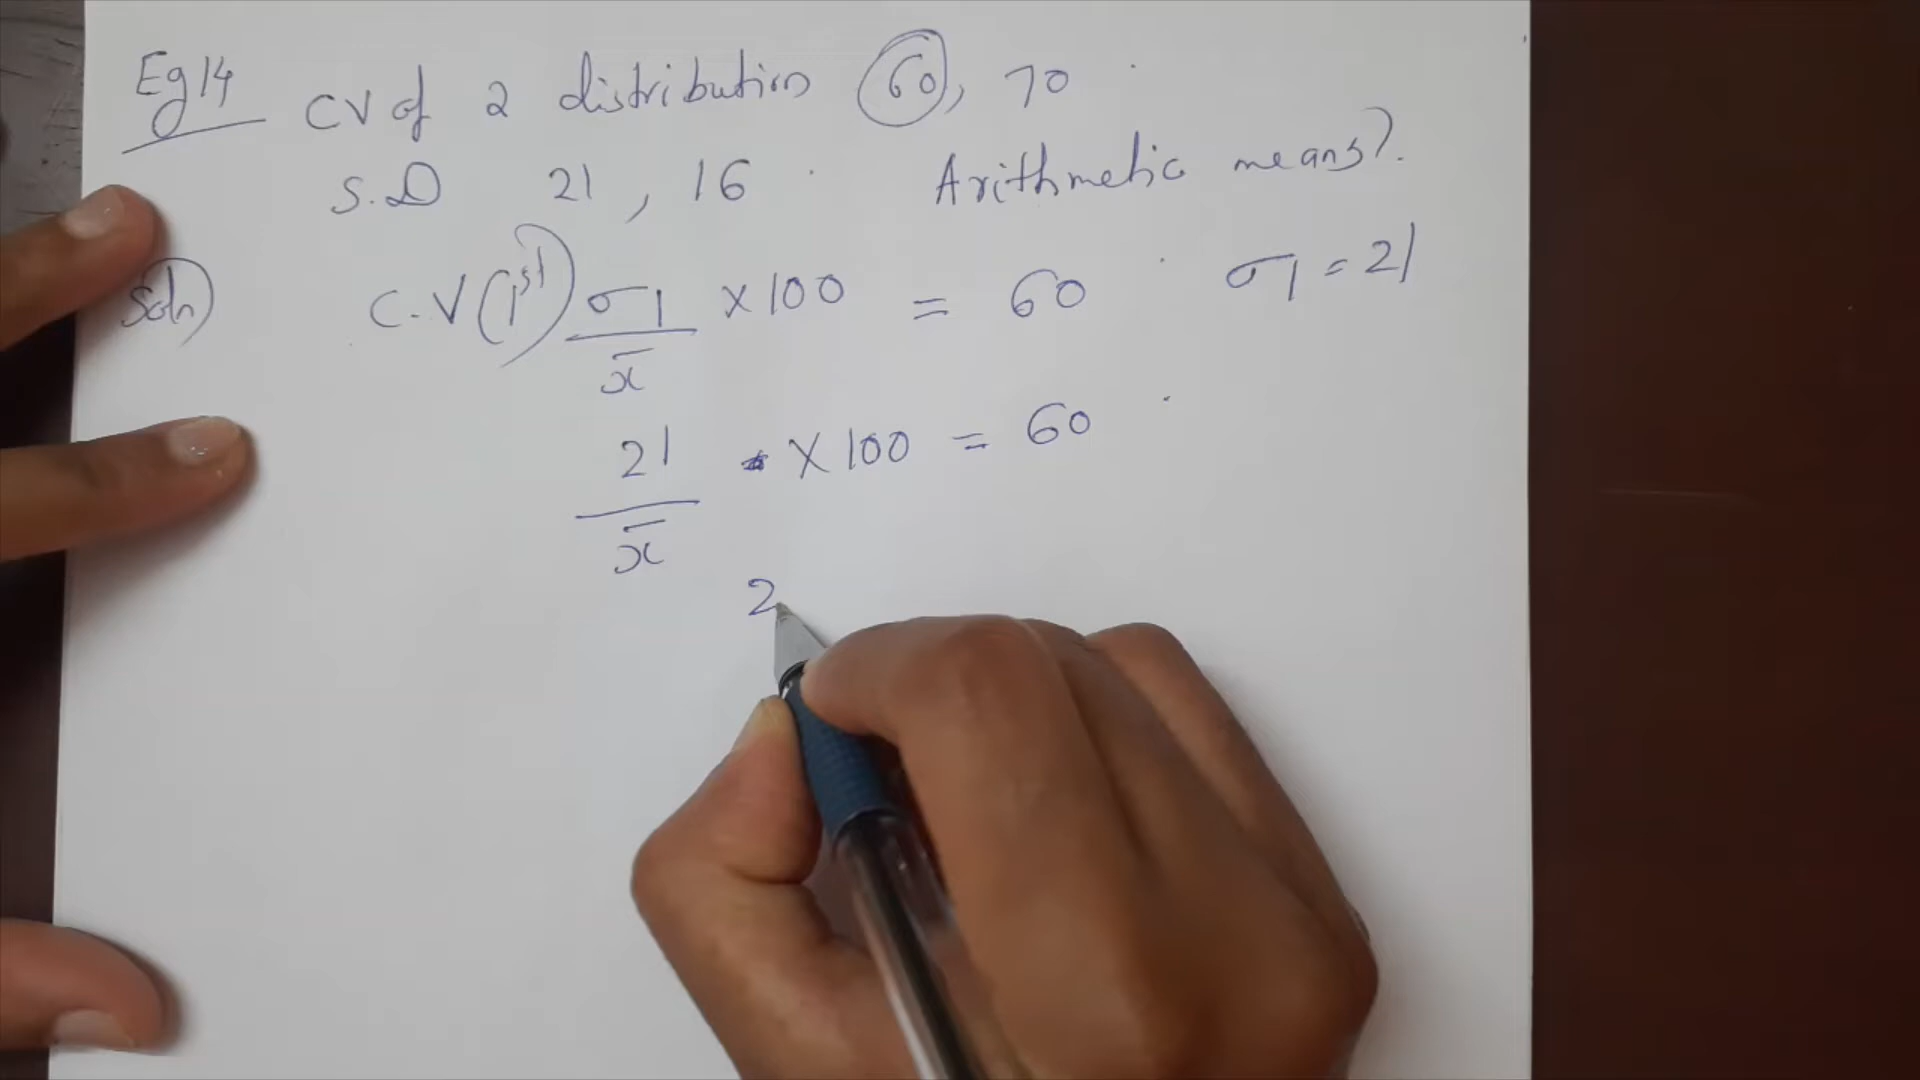 Eg 14 CV of 2 distribution 60, 70
S.D 21, 16 Arithmetic means?
Soln) C.V (1st) σ1/x̄ × 100 = 60 σ1 = 21
21/x̄ × 100 = 60
2